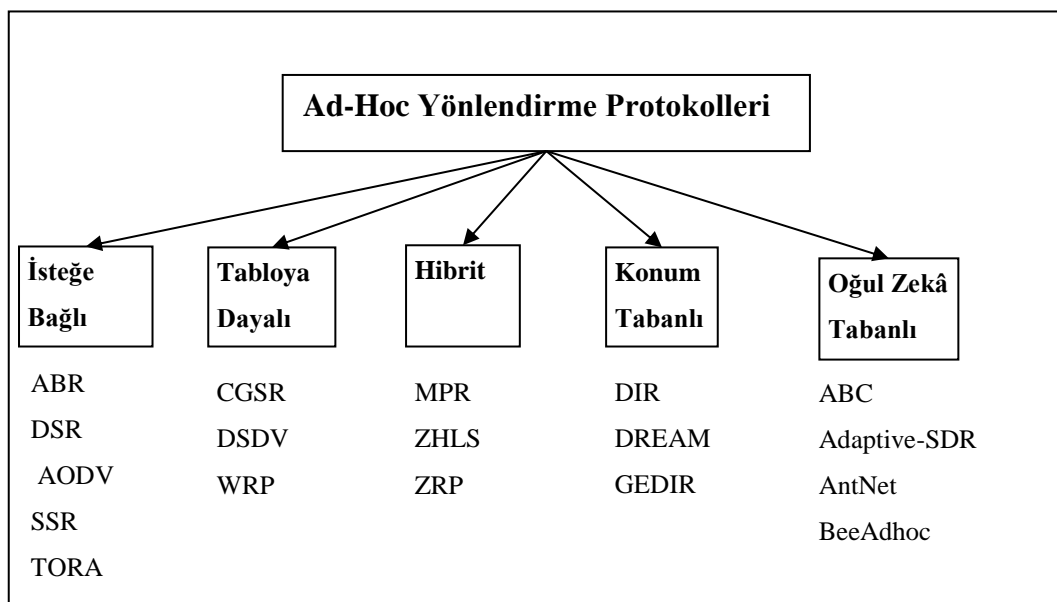 Ad-Hoc Yönlendirme Protokolleri
İsteğe
Bağlı
ABR
DSR
AODV
SSR
TORA
Tabloya
Dayalı
CGSR
DSDV
WRP
Hibrit
MPR
ZHLS
ZRP
Konum
Tabanlı
DIR
DREAM
GEDIR
Oğul Zekâ
Tabanlı
ABC
Adaptive-SDR
AntNet
BeeAdhoc